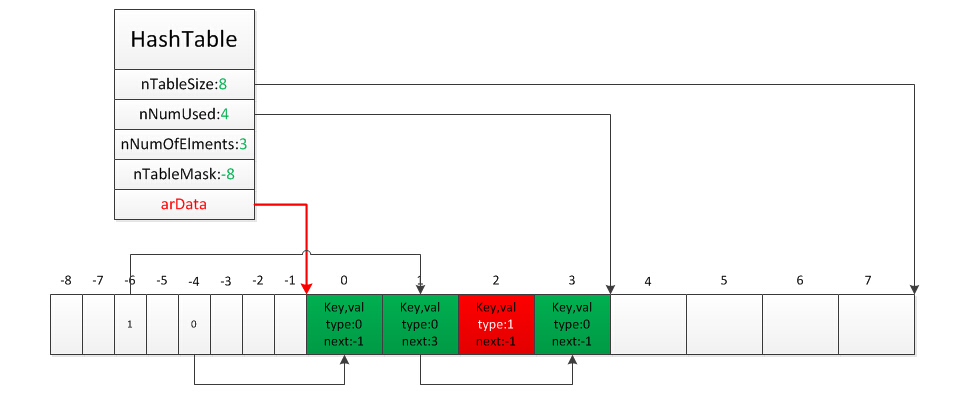 HashTable
nTableSize:8
nNumUsed:4
nNumOfElments:3
nTableMask:-8
arData
-8 -7 -6 -5 -4 -3 -2 -1 0 1 2 3 4 5 6 7
1 0
Key,val Key,val Key,val Key,val
type:0 type:0 type:1 type:0
next:-1 next:3 next:-1 next:-1